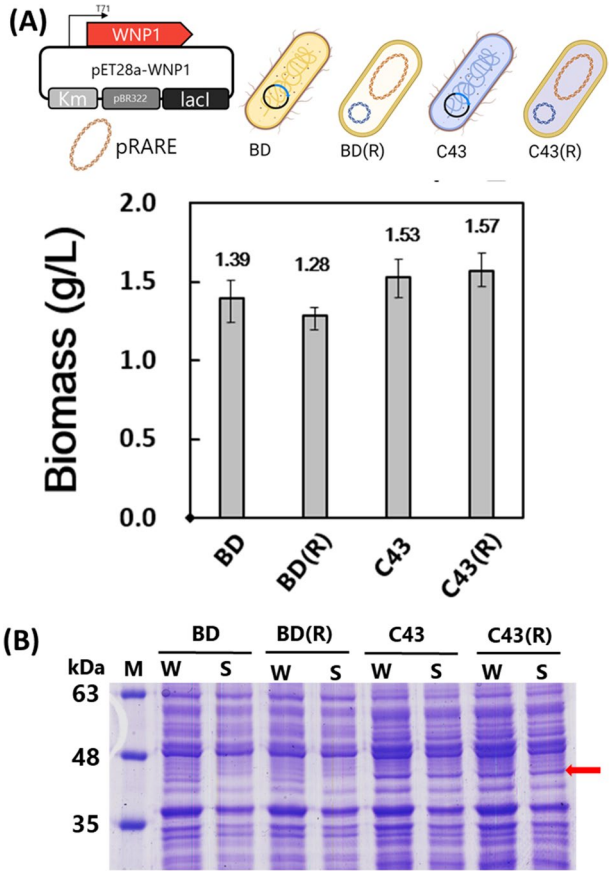 (A)
T71
WNP1
pET28a-WNP1
Km pBR322 lacI
pRARE
BD BD(R) C43 C43(R)
Biomass (g/L)
2.0
1.5
1.0
0.5
0.0
1.39 1.28 1.53 1.57
BD BD(R) C43 C43(R)
(B)
BD BD(R) C43 C43(R)
kDa M W S W S W S W S
63
48
35